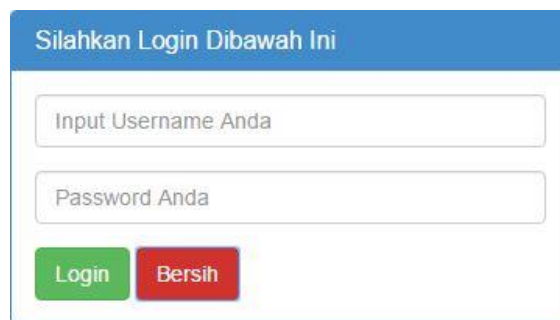 Silahkan Login Dibawah Ini
Input Username Anda
Password Anda
Login Bersih